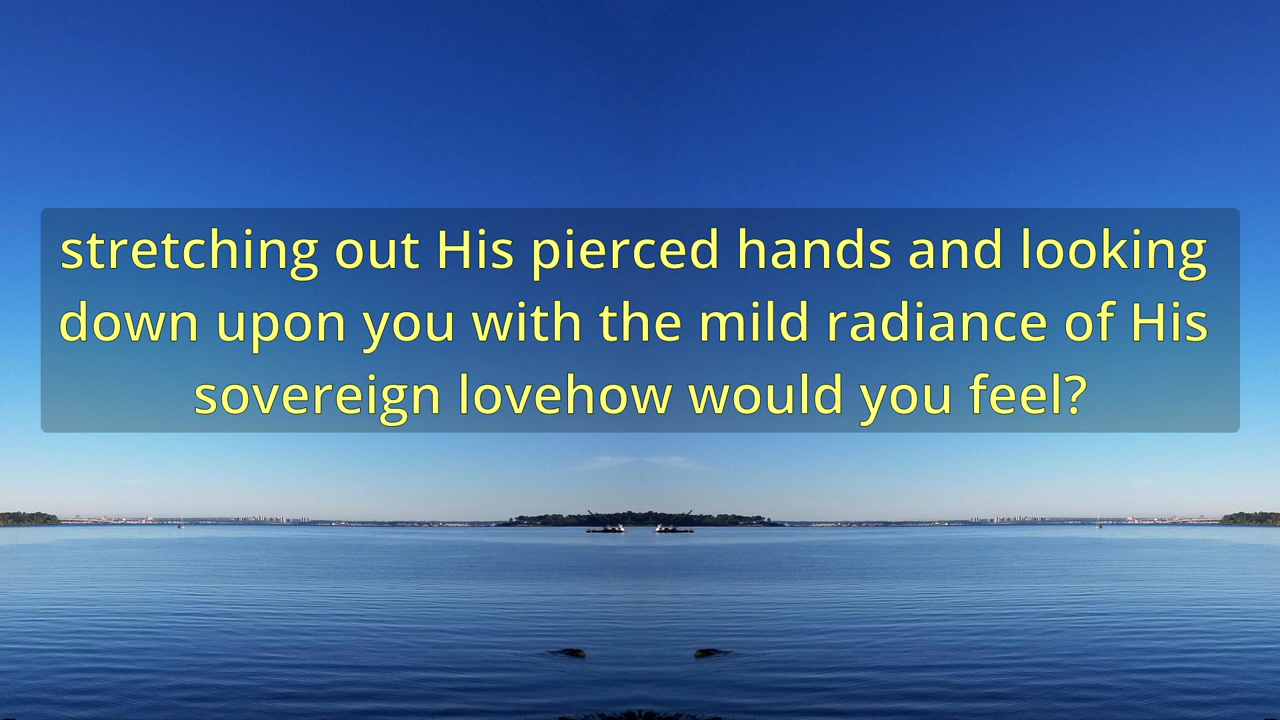 stretching out His pierced hands and looking
down upon you with the mild radiance of His
sovereign lovehow would you feel?